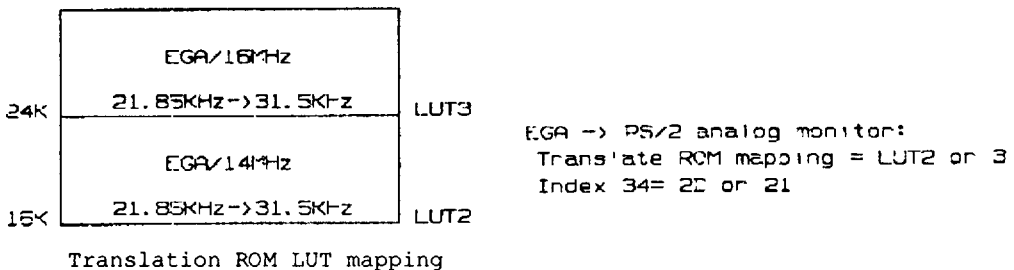 EGA/16MHz
21.85KHz->31.5KHz
24K
LUT3
EGA/14MHz
21.85KHz->31.5KHz
16K
LUT2
EGA -> PS/2 analog monitor:
Translate ROM mapping = LUT2 or 3
Index 34= or 21
Translation ROM LUT mapping